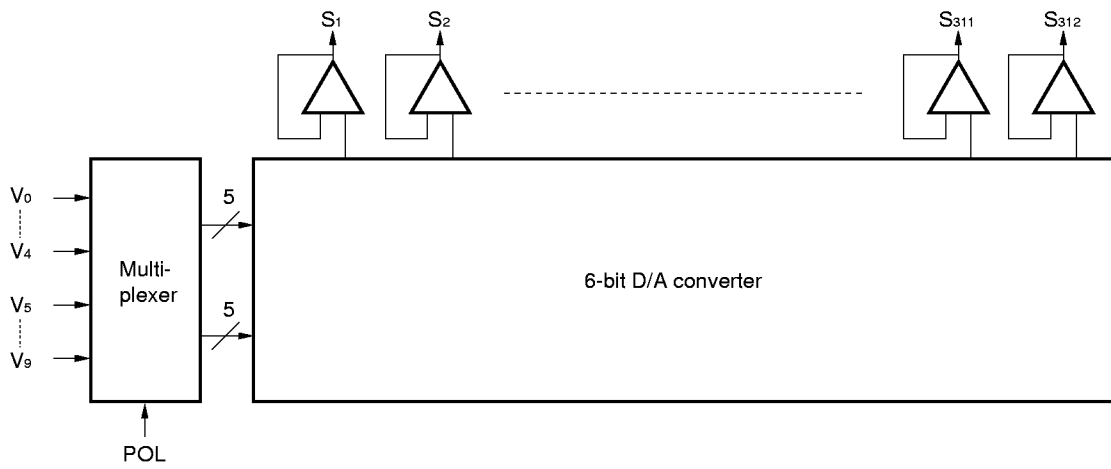 S1 S2 S311 S312
V0
V4
V5
V9
Multi-
plexer
5
5
6-bit D/A converter
POL